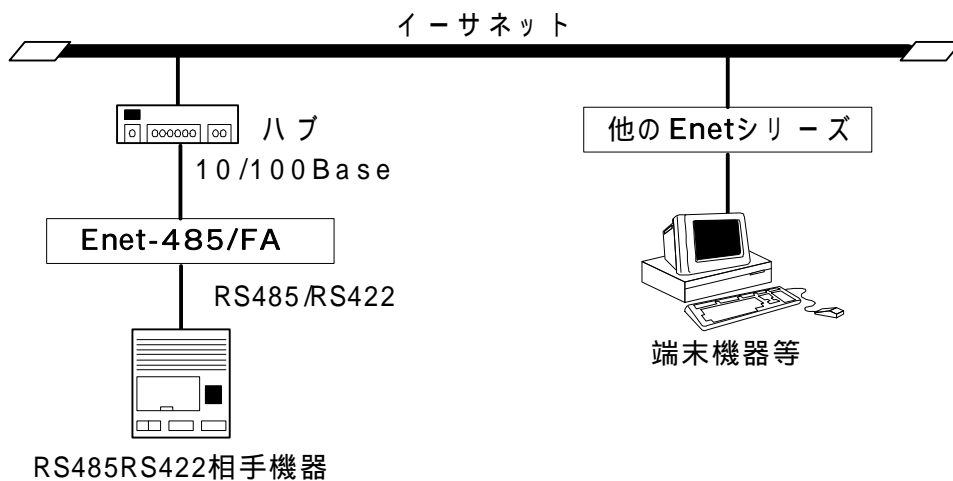 イーサネット
ハブ
10/100Base
Enet-485/FA
RS485/RS422
RS485RS422相手機器
他のEnetシリーズ
端末機器等